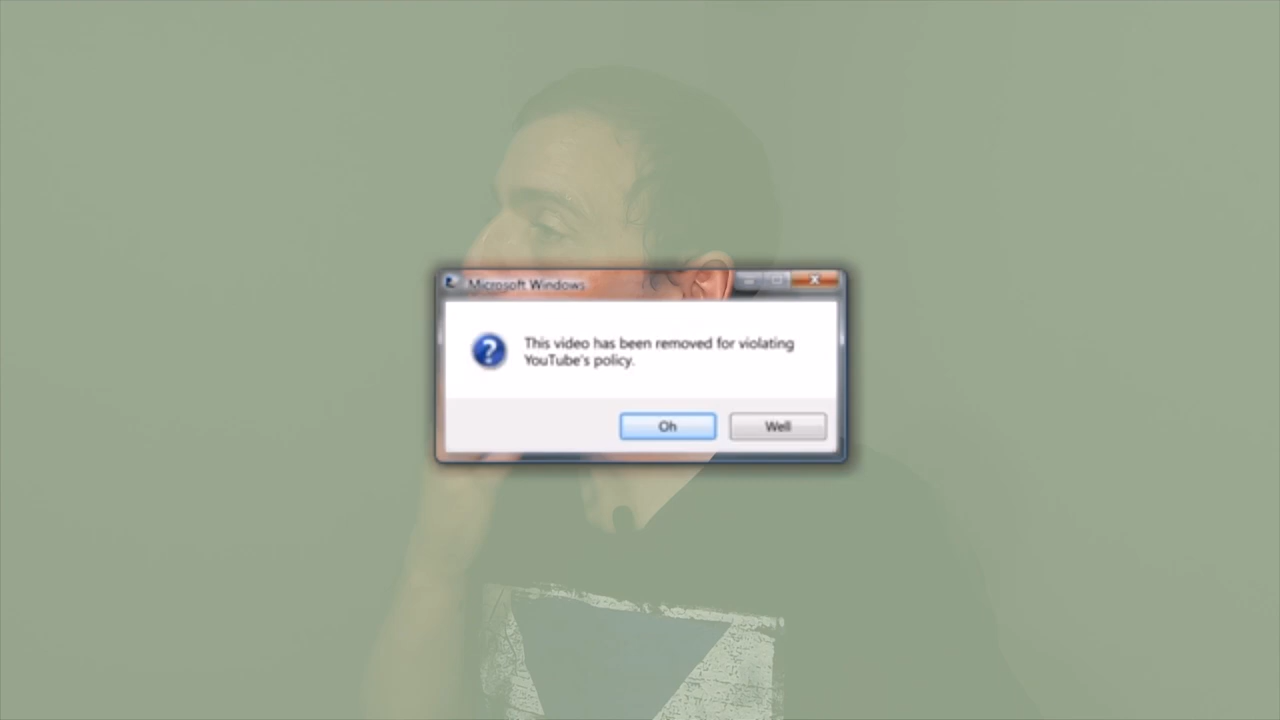 Microsoft Windows
This video has been removed for violating
YouTube's policy.
Oh
Well